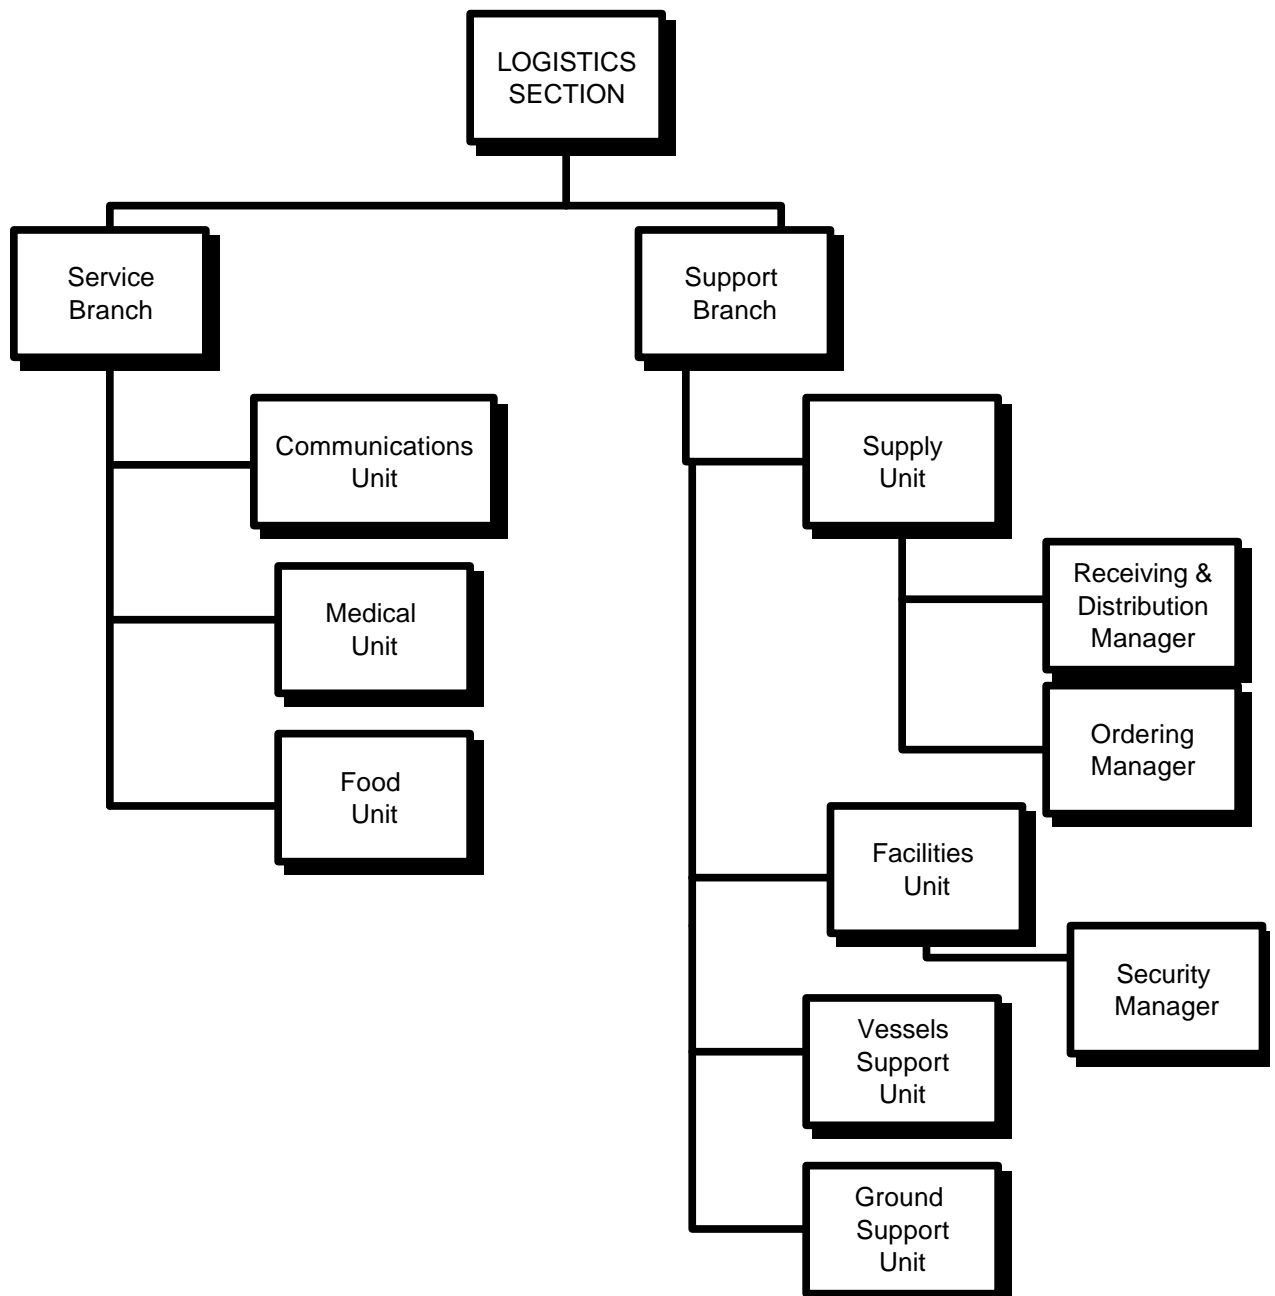 LOGISTICS
SECTION
Service
Branch
Support
Branch
Communications
Unit
Supply
Unit
Receiving &
Distribution
Manager
Medical
Unit
Ordering
Manager
Food
Unit
Facilities
Unit
Security
Manager
Vessels
Support
Unit
Ground
Support
Unit